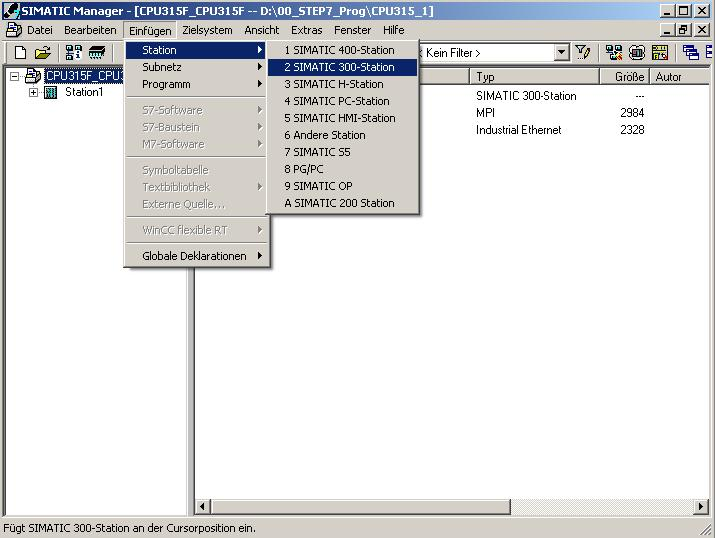 SIMATIC Manager - [CPU315F_CPU315F -- D:\00_STEP7_Prog\CPU315_1]
Datei Bearbeiten Einfügen Zielsystem Ansicht Extras Fenster Hilfe
Kein Filter >
CPU315F_CPU3
Station1
Station
Subnetz
Programm
S7-Software
S7-Baustein
M7-Software
Symboltabelle
Textbibliothek
Externe Quelle...
WinCC flexible RT
Globale Deklarationen
1 SIMATIC 400-Station
2 SIMATIC 300-Station
3 SIMATIC H-Station
4 SIMATIC PC-Station
5 SIMATIC HMI-Station
6 Andere Station
7 SIMATIC S5
8 PG/PC
9 SIMATIC OP
A SIMATIC 200 Station
Typ Größe Autor
SIMATIC 300-Station ---
MPI 2984
Industrial Ethernet 2328
Fügt SIMATIC 300-Station an der Cursorposition ein.